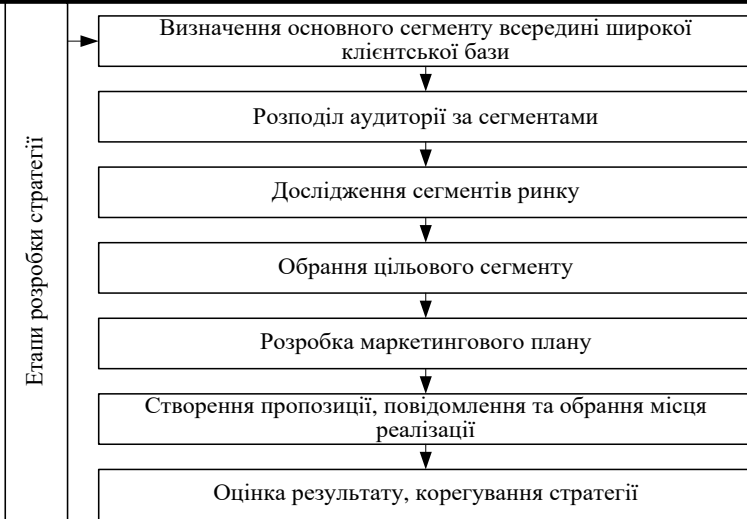 Етапи розробки стратегії
Визначення основного сегменту всередині широкої
клієнтської бази
Розподіл аудиторії за сегментами
Дослідження сегментів ринку
Обрання цільового сегменту
Розробка маркетингового плану
Створення пропозиції, повідомлення та обрання місця
реалізації
Оцінка результату, корегування стратегії